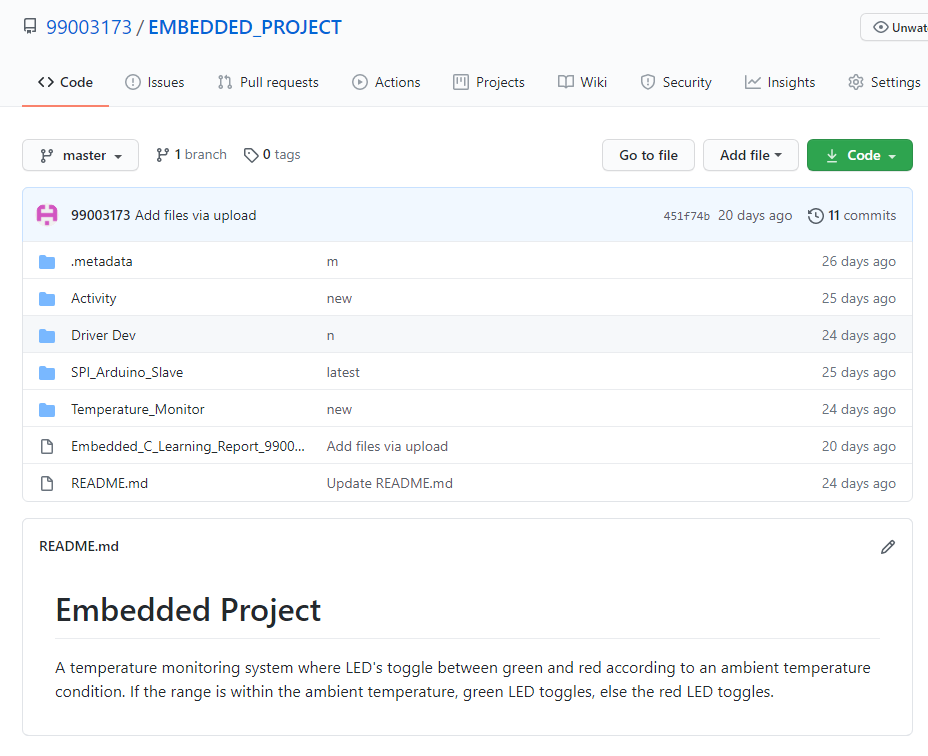 99003173 / EMBEDDED_PROJECT
Code Issues Pull requests Actions Projects Wiki Security Insights Settings
master 1 branch 0 tags Go to file Add file Code
99003173 Add files via upload 451f74b 20 days ago 11 commits
.metadata m 26 days ago
Activity new 25 days ago
Driver Dev n 24 days ago
SPI_Arduino_Slave latest 25 days ago
Temperature_Monitor new 24 days ago
Embedded_C_Learning_Report_9900... Add files via upload 20 days ago
README.md Update README.md 24 days ago
README.md
Embedded Project
A temperature monitoring system where LED's toggle between green and red according to an ambient temperature
condition. If the range is within the ambient temperature, green LED toggles, else the red LED toggles.